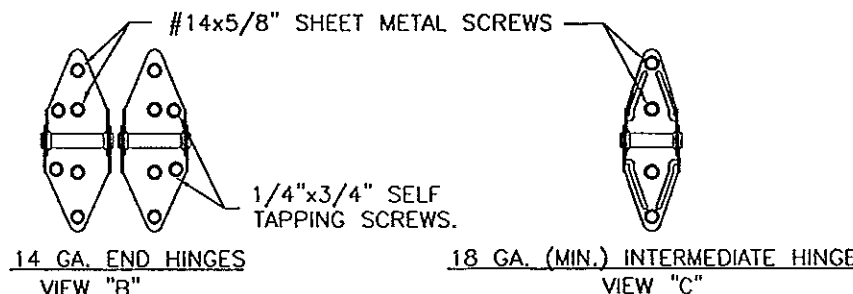 #14x5/8" SHEET METAL SCREWS
1/4"x3/4" SELF
TAPPING SCREWS.
14 GA. END HINGES
VIEW "B"
18 GA. (MIN.) INTERMEDIATE HINGE
VIEW "C"